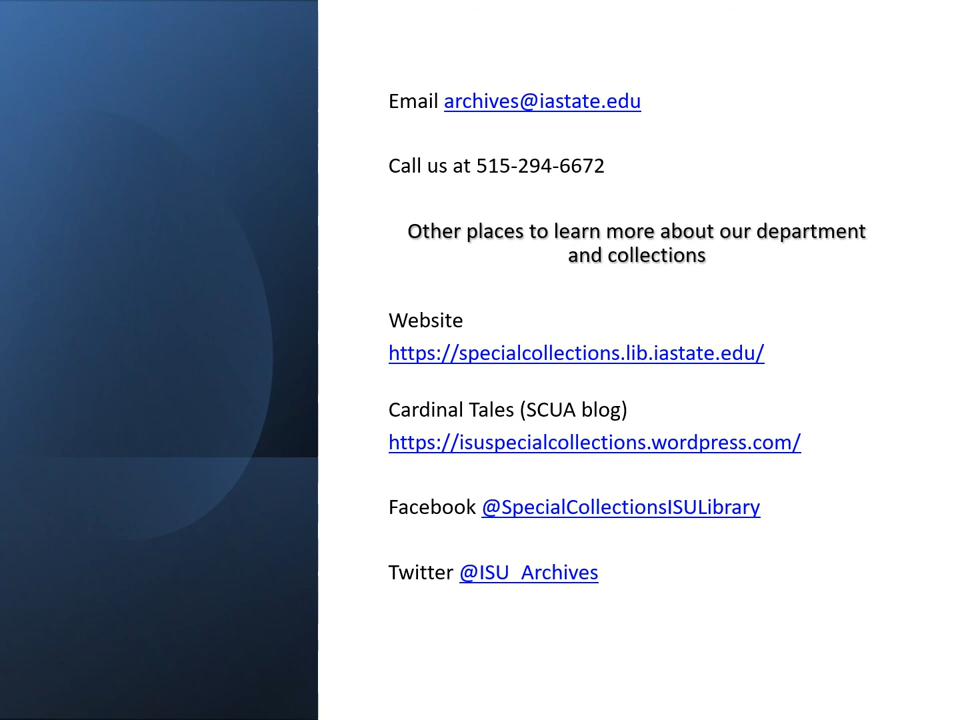 Email archives@iastate.edu
Call us at 515-294-6672
Other places to learn more about our department
and collections
Website
https://specialcollections.lib.iastate.edu/
Cardinal Tales (SCUA blog)
https://isuspecialcollections.wordpress.com/
Facebook @SpecialCollectionsISULibrary
Twitter @ISU_Archives